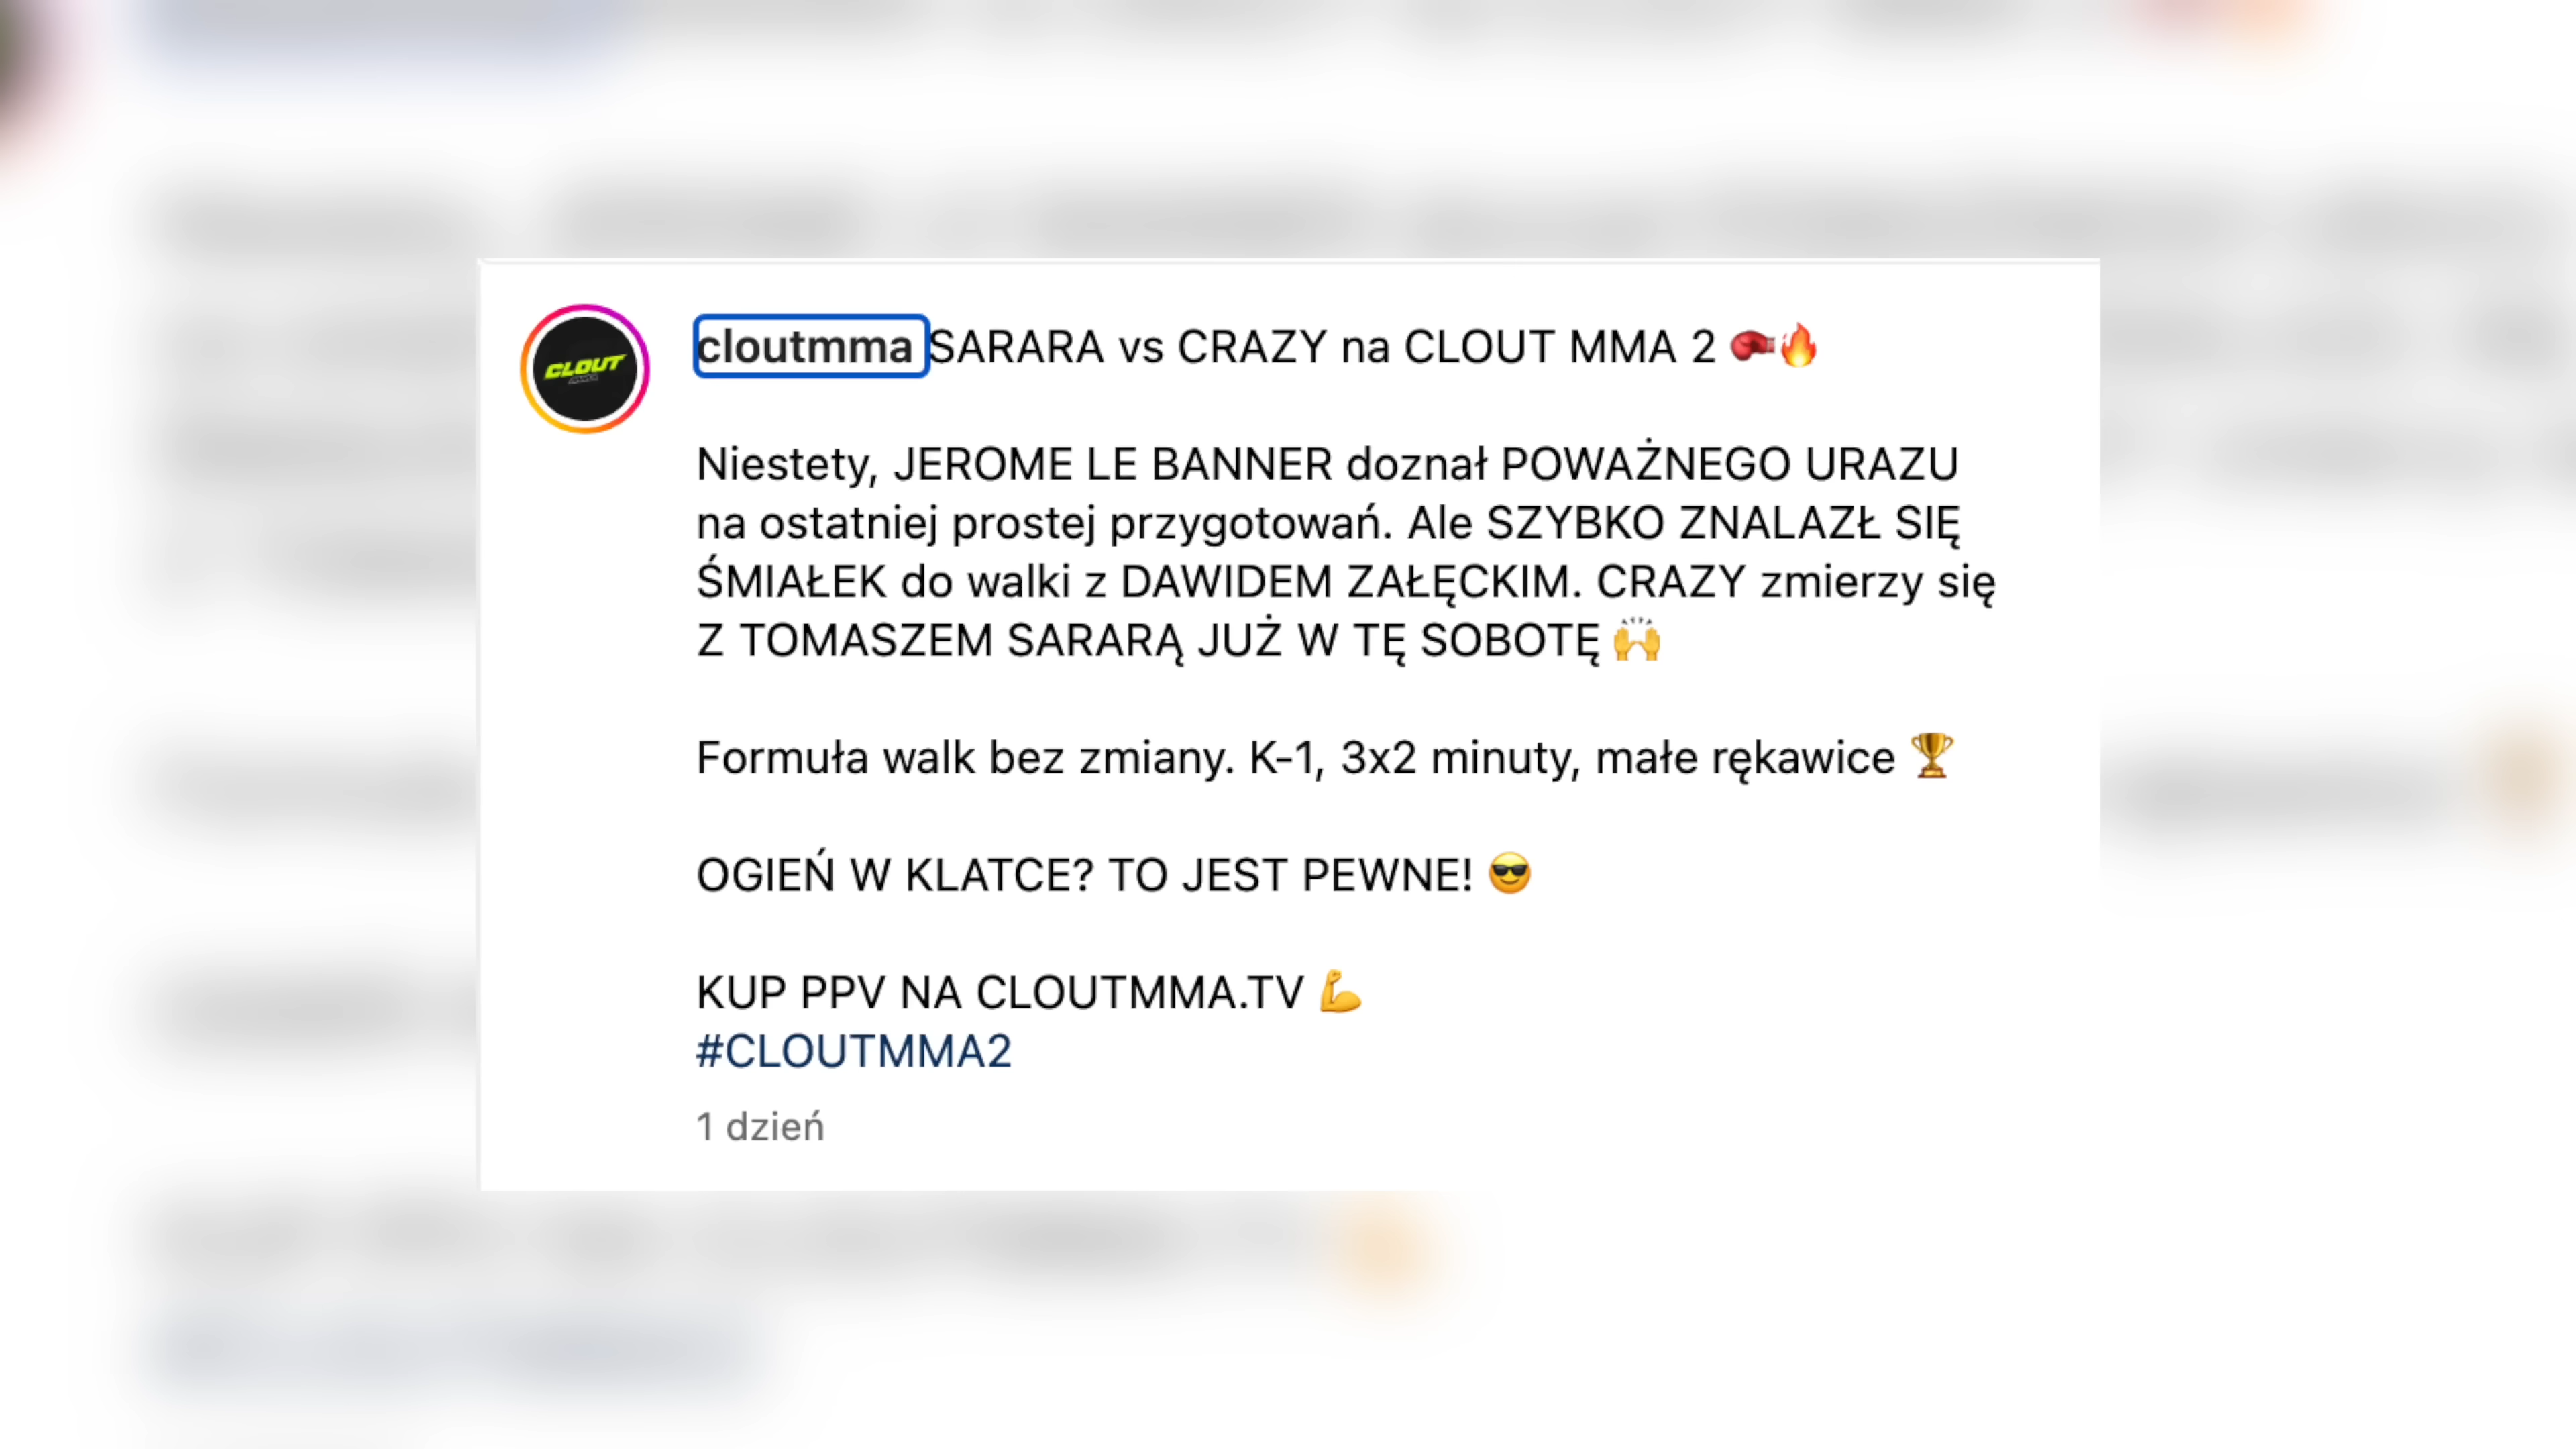 CLOUT
cloutmma SARARA vs CRAZY na CLOUT MMA 2 🥊🔥
Niestety, JEROME LE BANNER doznał POWAŻNEGO URAZU
na ostatniej prostej przygotowań. Ale SZYBKO ZNALAZŁ SIĘ
ŚMIAŁEK do walki z DAWIDEM ZAŁĘCKIM. CRAZY zmierzy się
Z TOMASZEM SARARĄ JUŻ W TĘ SOBOTĘ 🙌
Formuła walk bez zmiany. K-1, 3x2 minuty, małe rękawice 🏆
OGIEŃ W KLATCE? TO JEST PEWNE! 😎
KUP PPV NA CLOUTMMA.TV 💪
#CLOUTMMA2
1 dzień